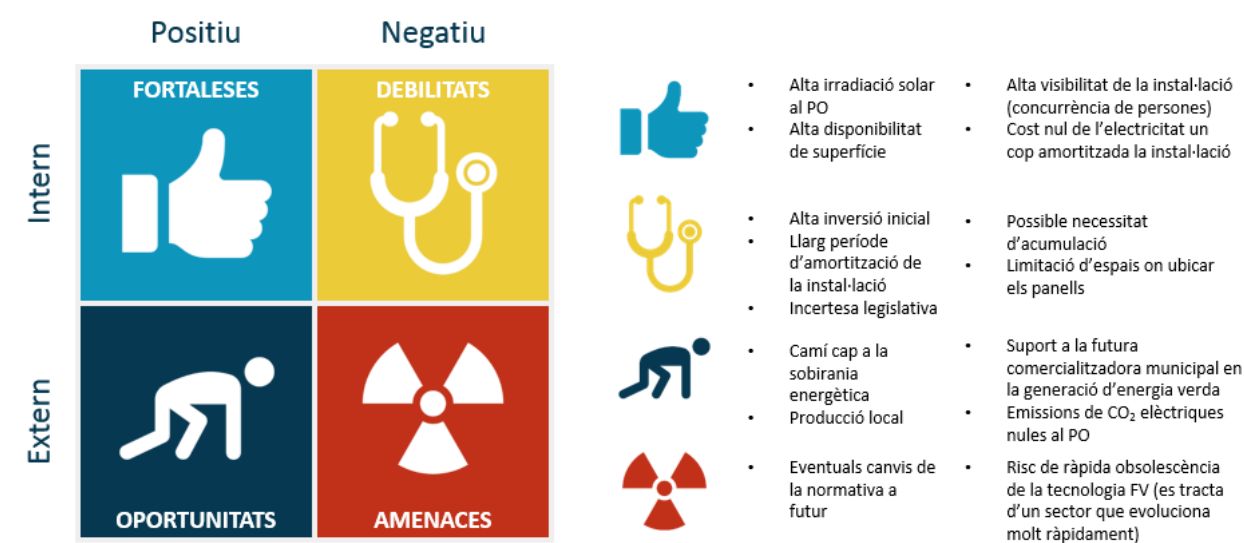 Positiu
Negatiu
Intern
Extern
FORTALESES
DEBILITATS
OPORTUNITATS
AMENACES
• Alta irradiació solar
al PO
• Alta disponibilitat
de superfície
• Alta visibilitat de la instal·lació
(concurrència de persones)
• Cost nul de l’electricitat un
cop amortitzada la instal·lació
• Alta inversió inicial
• Llarg període
d’amortització de
la instal·lació
• Incertesa legislativa
• Possible necessitat
d’acumulació
• Limitació d’espais on ubicar
els panells
• Camí cap a la
sobirania
energètica
• Producció local
• Suport a la futura
comercialitzadora municipal en
la generació d’energia verda
• Emissions de CO₂ elèctriques
nules al PO
• Eventuals canvis de
la normativa a
futur
• Risc de ràpida obsolescència
de la tecnologia FV (es tracta
d’un sector que evoluciona
molt ràpidament)